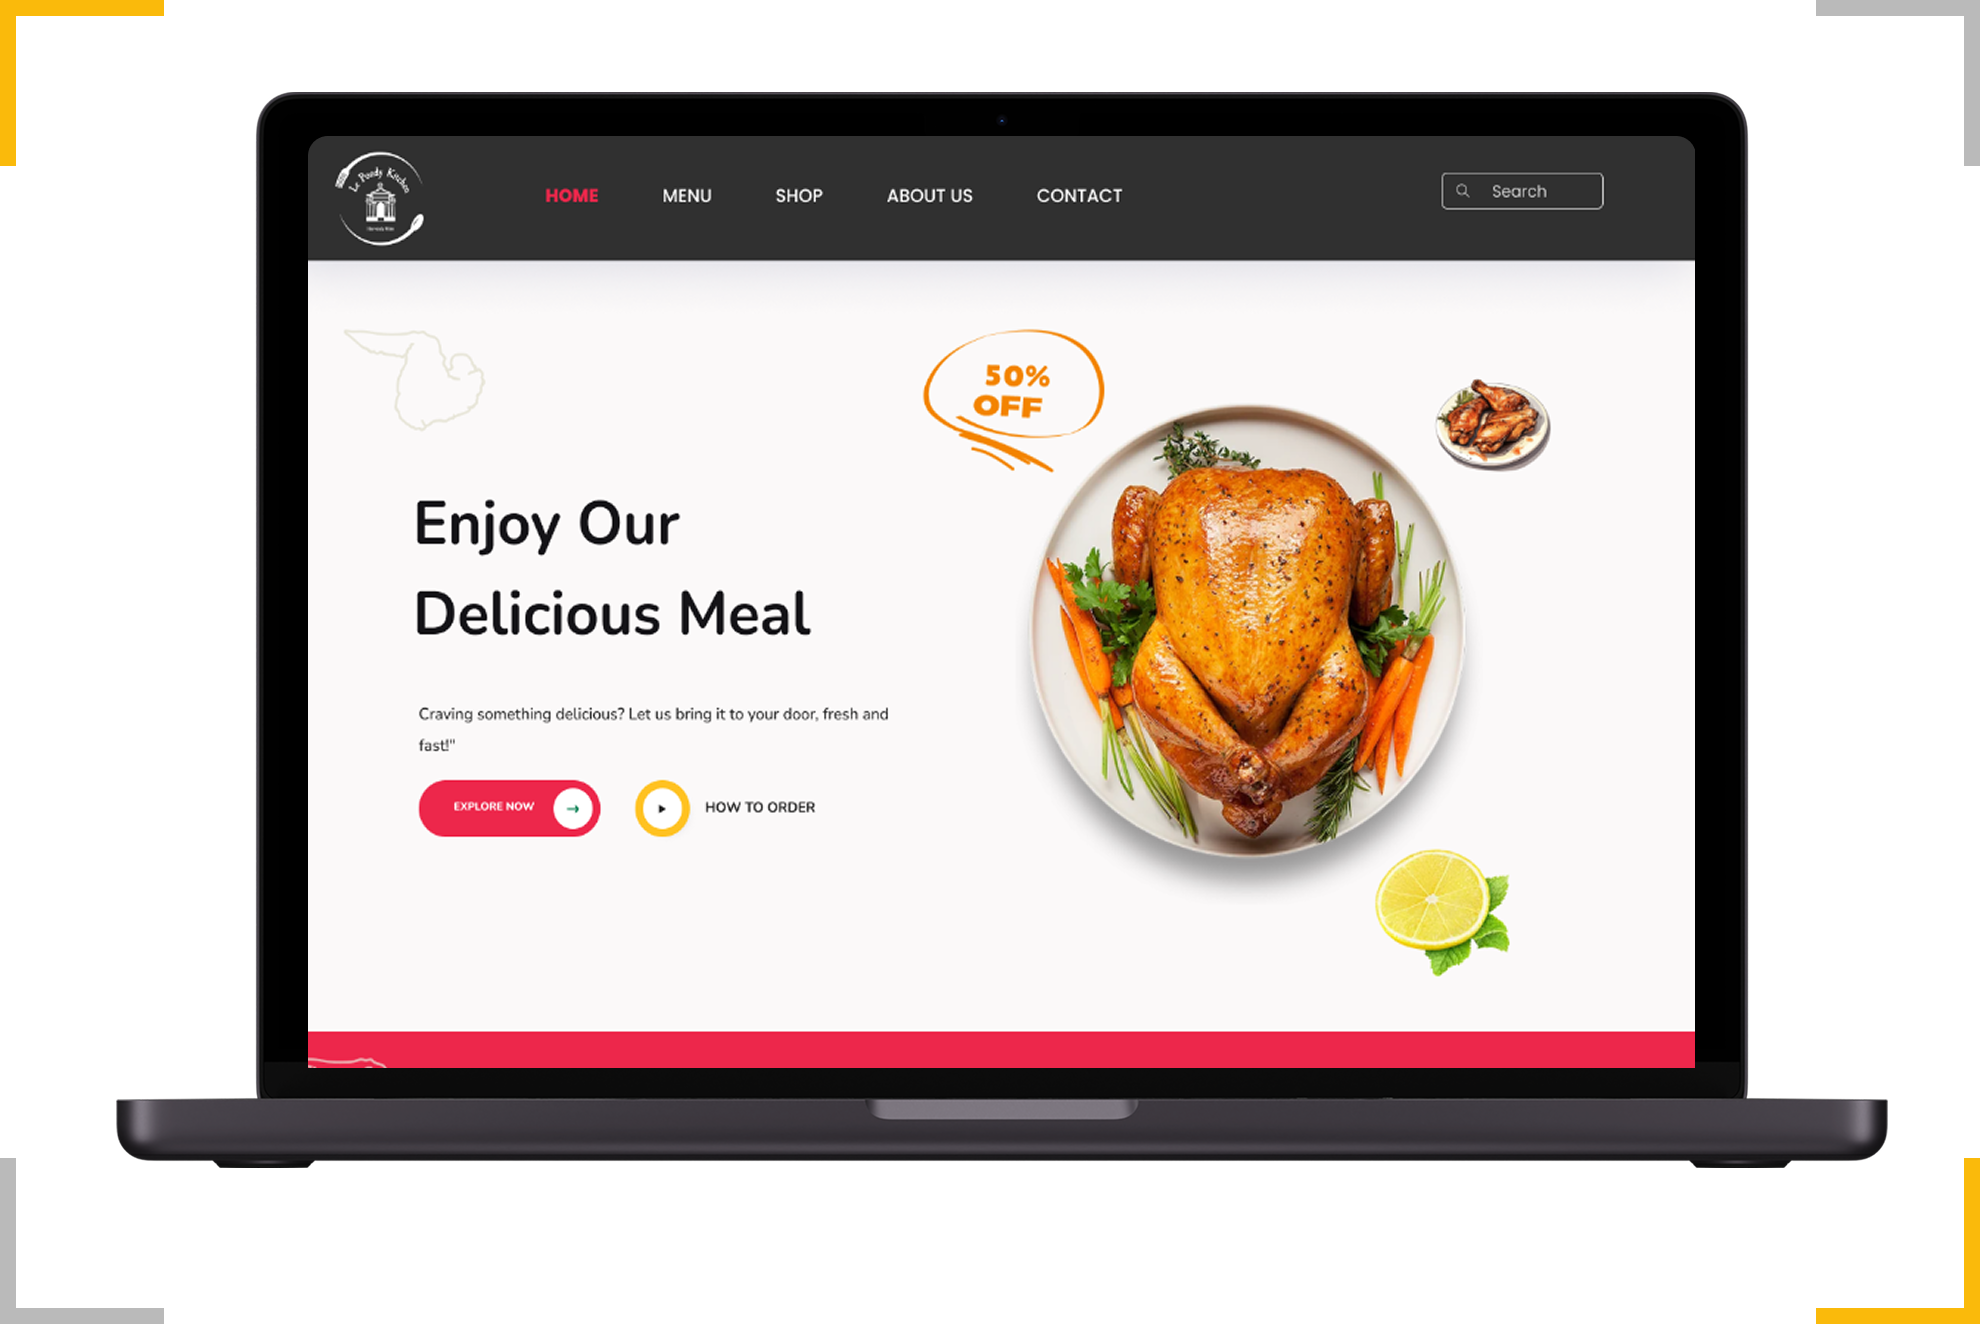 Le Pondy Kitchen
HOME
MENU
SHOP
ABOUT US
CONTACT
Search
50%
OFF
Enjoy Our
Delicious Meal
Craving something delicious? Let us bring it to your door, fresh and
fast!"
EXPLORE NOW
HOW TO ORDER